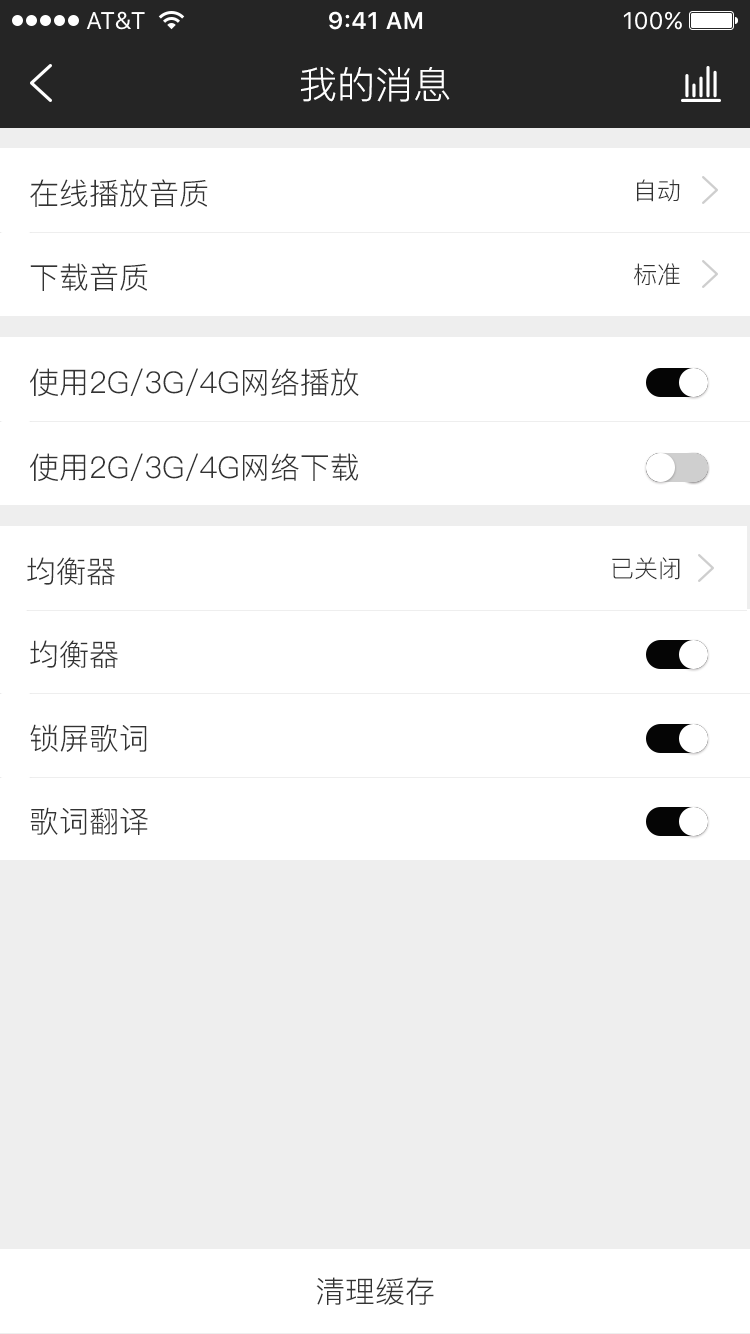 AT&T 9:41 AM 100%
我的消息
在线播放音质 自动
下载音质 标准
使用2G/3G/4G网络播放
使用2G/3G/4G网络下载
均衡器 已关闭
均衡器
锁屏歌词
歌词翻译
清理缓存